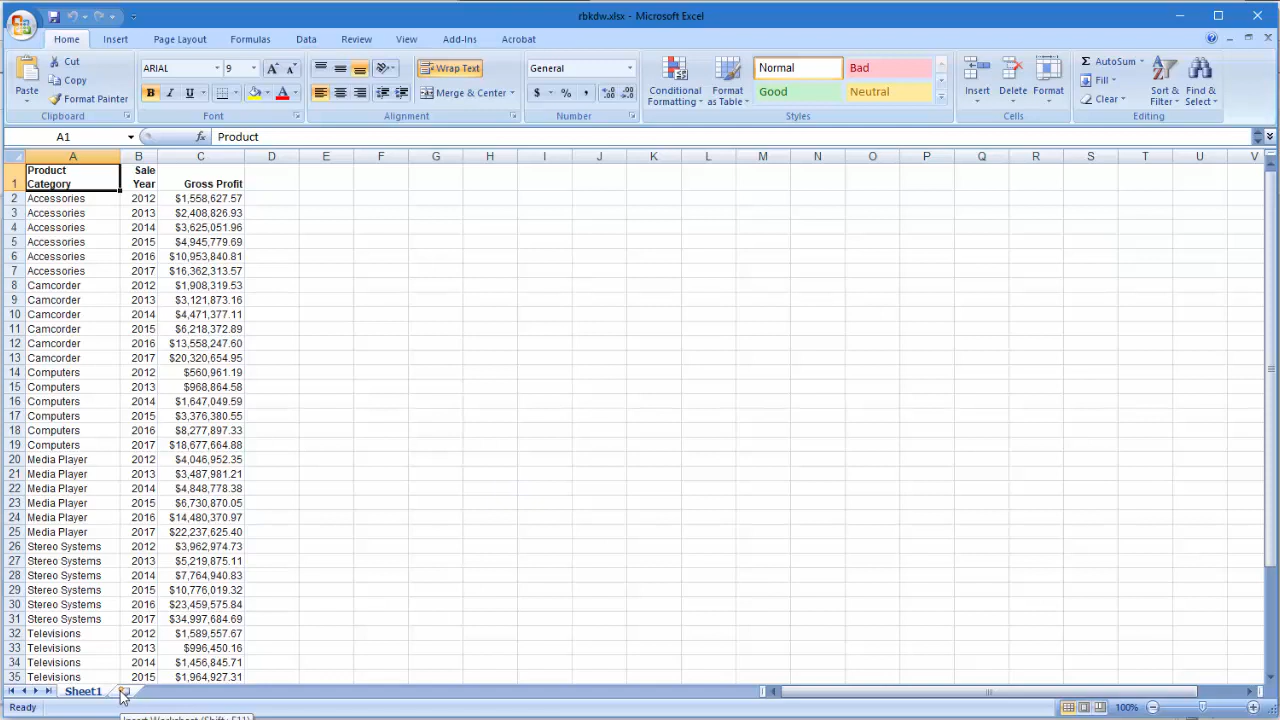 rbkdw.xlsx - Microsoft Excel
Home Insert Page Layout Formulas Data Review View Add-Ins Acrobat
Paste
Cut
Copy
Format Painter
Clipboard
ARIAL 9
B I U
Font
Wrap Text
Merge & Center
Alignment
General
$ % ,
Number
Conditional Formatting
Format as Table
Normal Bad
Good Neutral
Styles
Insert Delete Format
Cells
AutoSum
Fill
Clear
Sort & Filter
Find & Select
Editing
A1 fx Product
A B C D E F G H I J K L M N O P Q R S T U V
1 Product Category Sale Year Gross Profit
2 Accessories 2012 $1,558,627.57
3 Accessories 2013 $2,408,826.93
4 Accessories 2014 $3,625,051.96
5 Accessories 2015 $4,945,779.69
6 Accessories 2016 $10,953,840.81
7 Accessories 2017 $16,362,313.57
8 Camcorder 2012 $1,908,319.53
9 Camcorder 2013 $3,121,873.16
10 Camcorder 2014 $4,471,377.11
11 Camcorder 2015 $6,218,372.89
12 Camcorder 2016 $13,558,247.60
13 Camcorder 2017 $20,320,654.95
14 Computers 2012 $560,961.19
15 Computers 2013 $968,864.58
16 Computers 2014 $1,647,049.59
17 Computers 2015 $3,376,380.55
18 Computers 2016 $8,277,897.33
19 Computers 2017 $18,677,664.88
20 Media Player 2012 $4,046,952.35
21 Media Player 2013 $3,487,981.21
22 Media Player 2014 $4,848,778.38
23 Media Player 2015 $6,730,870.05
24 Media Player 2016 $14,480,370.97
25 Media Player 2017 $22,237,625.40
26 Stereo Systems 2012 $3,962,974.73
27 Stereo Systems 2013 $5,219,875.11
28 Stereo Systems 2014 $7,764,940.83
29 Stereo Systems 2015 $10,776,019.32
30 Stereo Systems 2016 $23,459,575.84
31 Stereo Systems 2017 $34,997,684.69
32 Televisions 2012 $1,589,557.67
33 Televisions 2013 $996,450.16
34 Televisions 2014 $1,456,845.71
35 Televisions 2015 $1,964,927.31
Sheet1
Ready 100%
Insert Worksheet (Shift+F11)